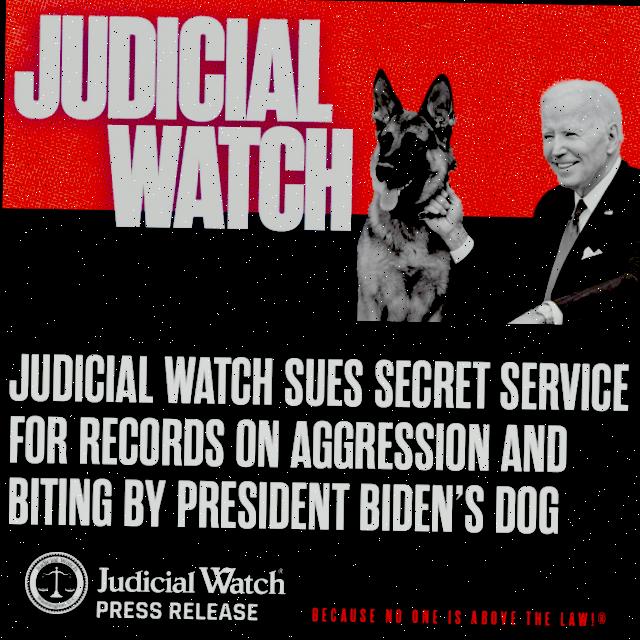 JUDICIAL
WATCH
JUDICIAL WATCH SUES SECRET SERVICE
FOR RECORDS ON AGGRESSION AND
BITING BY PRESIDENT BIDEN'S DOG
Judicial Watch®
PRESS RELEASE
BECAUSE NO ONE IS ABOVE THE LAW!®